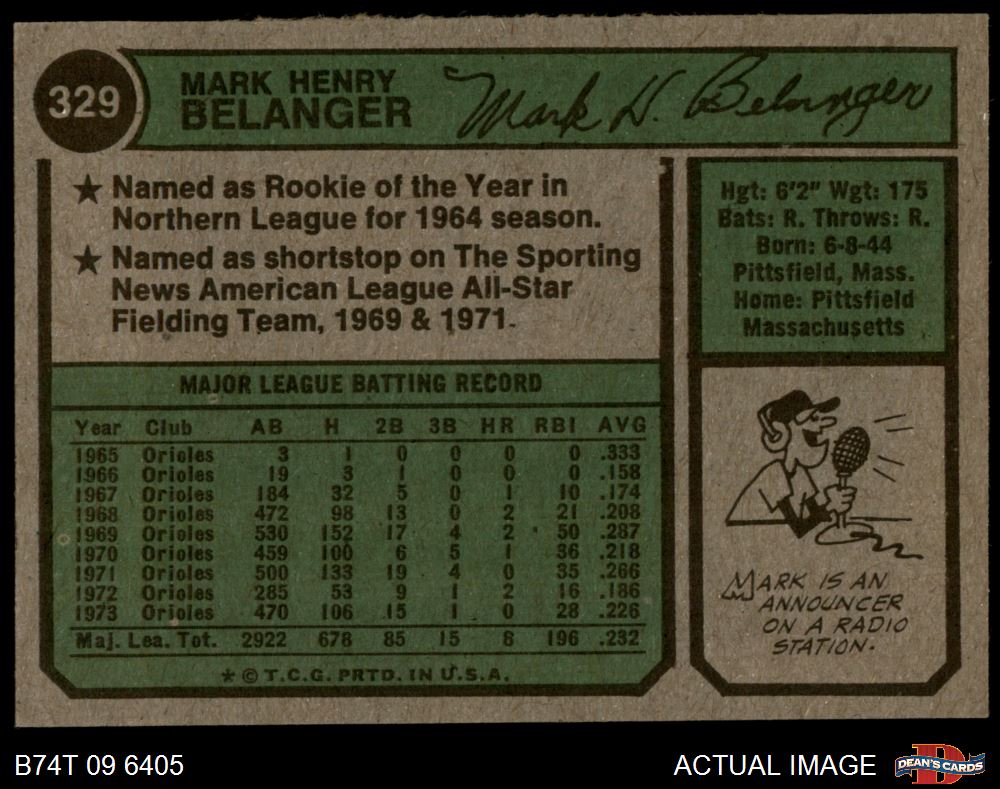 329
MARK HENRY
BELANGER
Mark H. Belanger
★ Named as Rookie of the Year in
Northern League for 1964 season.
★ Named as shortstop on The Sporting
News American League All-Star
Fielding Team, 1969 & 1971.
Hgt: 6'2" Wgt: 175
Bats: R. Throws: R.
Born: 6-8-44
Pittsfield, Mass.
Home: Pittsfield
Massachusetts
MAJOR LEAGUE BATTING RECORD
Year Club AB H 2B 3B HR RBI AVG
1965 Orioles 3 1 0 0 0 0 .333
1966 Orioles 19 3 1 0 0 0 .158
1967 Orioles 184 32 5 0 1 10 .174
1968 Orioles 472 98 13 0 2 21 .208
1969 Orioles 530 152 17 4 2 50 .287
1970 Orioles 459 100 6 5 1 36 .218
1971 Orioles 500 133 19 4 0 35 .266
1972 Orioles 285 53 9 1 2 16 .186
1973 Orioles 470 106 15 1 0 28 .226
Maj. Lea. Tot. 2922 678 85 15 8 196 .232
* © T.C.G. PRTD. IN U.S.A.
MARK IS AN
ANNOUNCER
ON A RADIO
STATION.
B74T 09 6405
ACTUAL IMAGE
DEAN'S CARDS